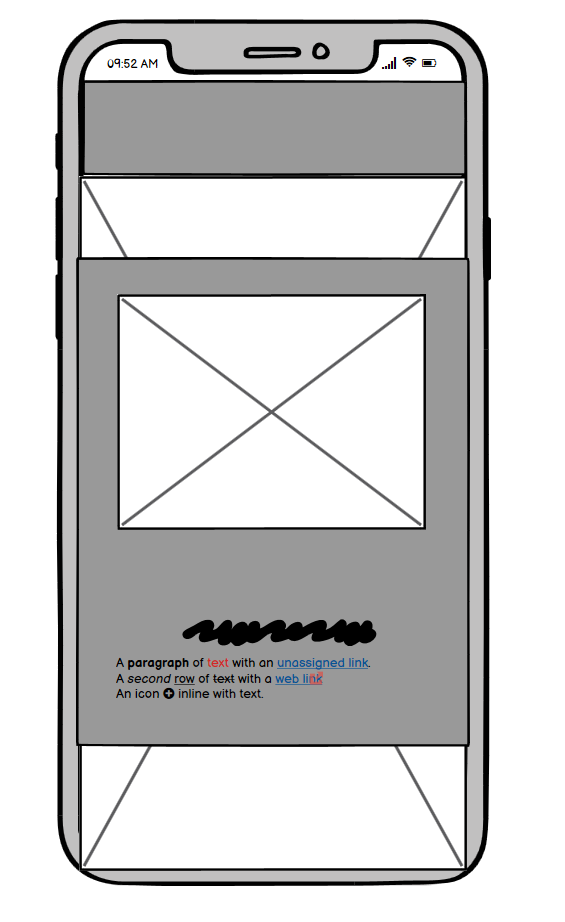 09:52 AM
A paragraph of text with an unassigned link.
A second row of text with a web link
An icon inline with text.